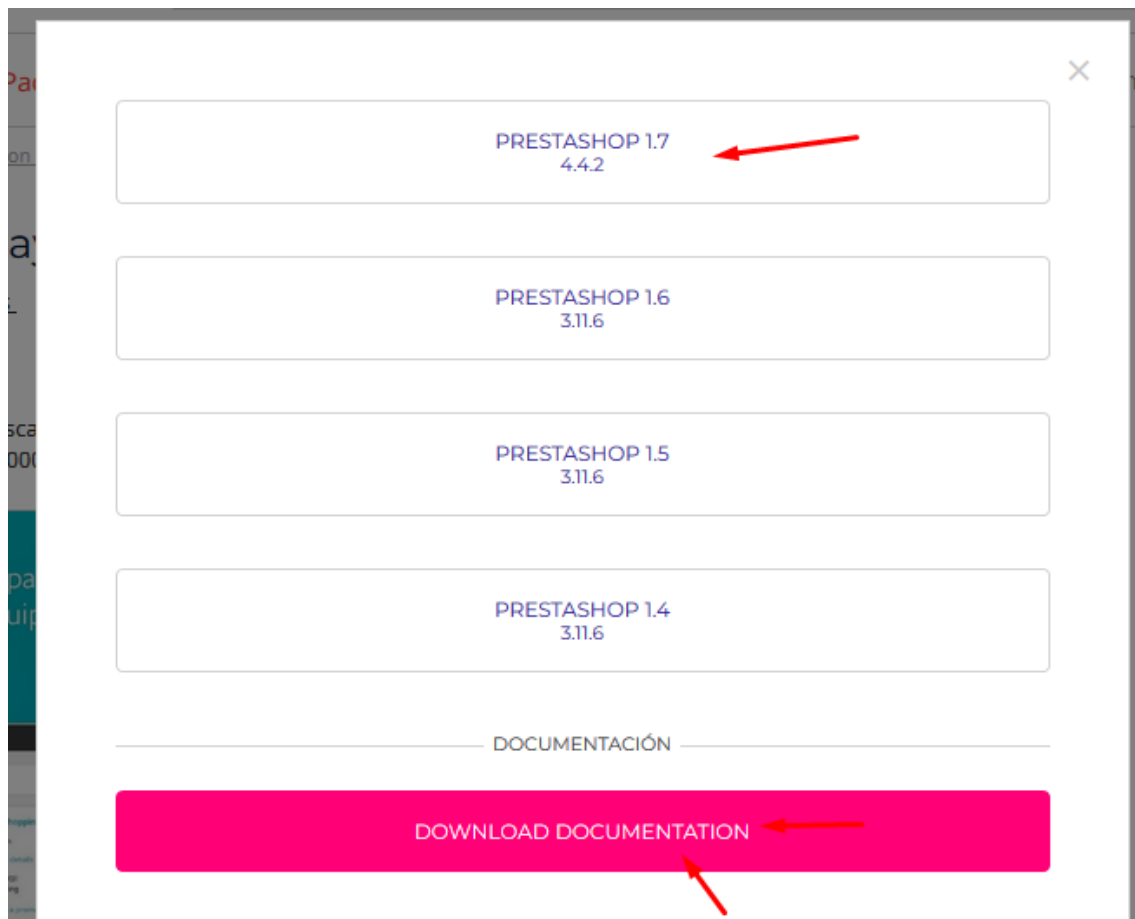 on
PRESTASHOP 1.7
4.4.2
PRESTASHOP 1.6
3.11.6
PRESTASHOP 1.5
3.11.6
PRESTASHOP 1.4
3.11.6
DOCUMENTACIÓN
DOWNLOAD DOCUMENTATION